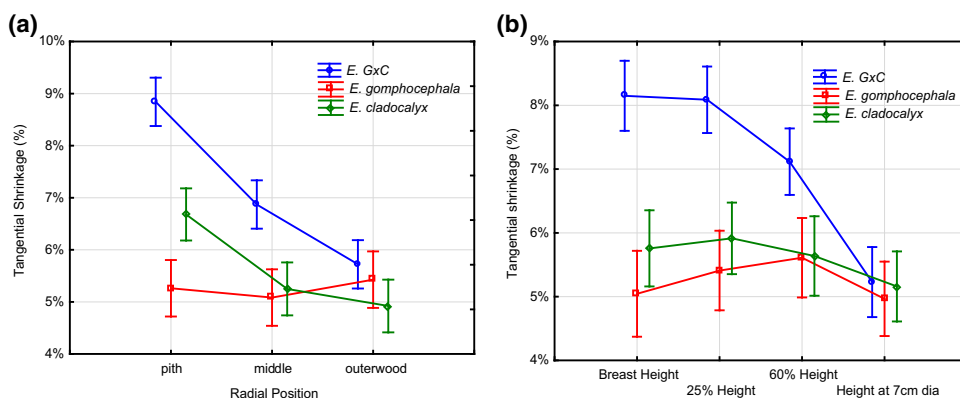 (a)
10%
9%
8%
7%
6%
5%
4%
Tangential Shrinkage (%)
E. GxC
E. gomphocephala
E. cladocalyx
pith
middle
outerwood
Radial Position
(b)
9%
8%
7%
6%
5%
4%
Tangential shrinkage (%)
E. GxC
E. gomphocephala
E. cladocalyx
Breast Height
25% Height
60% Height
Height at 7cm dia